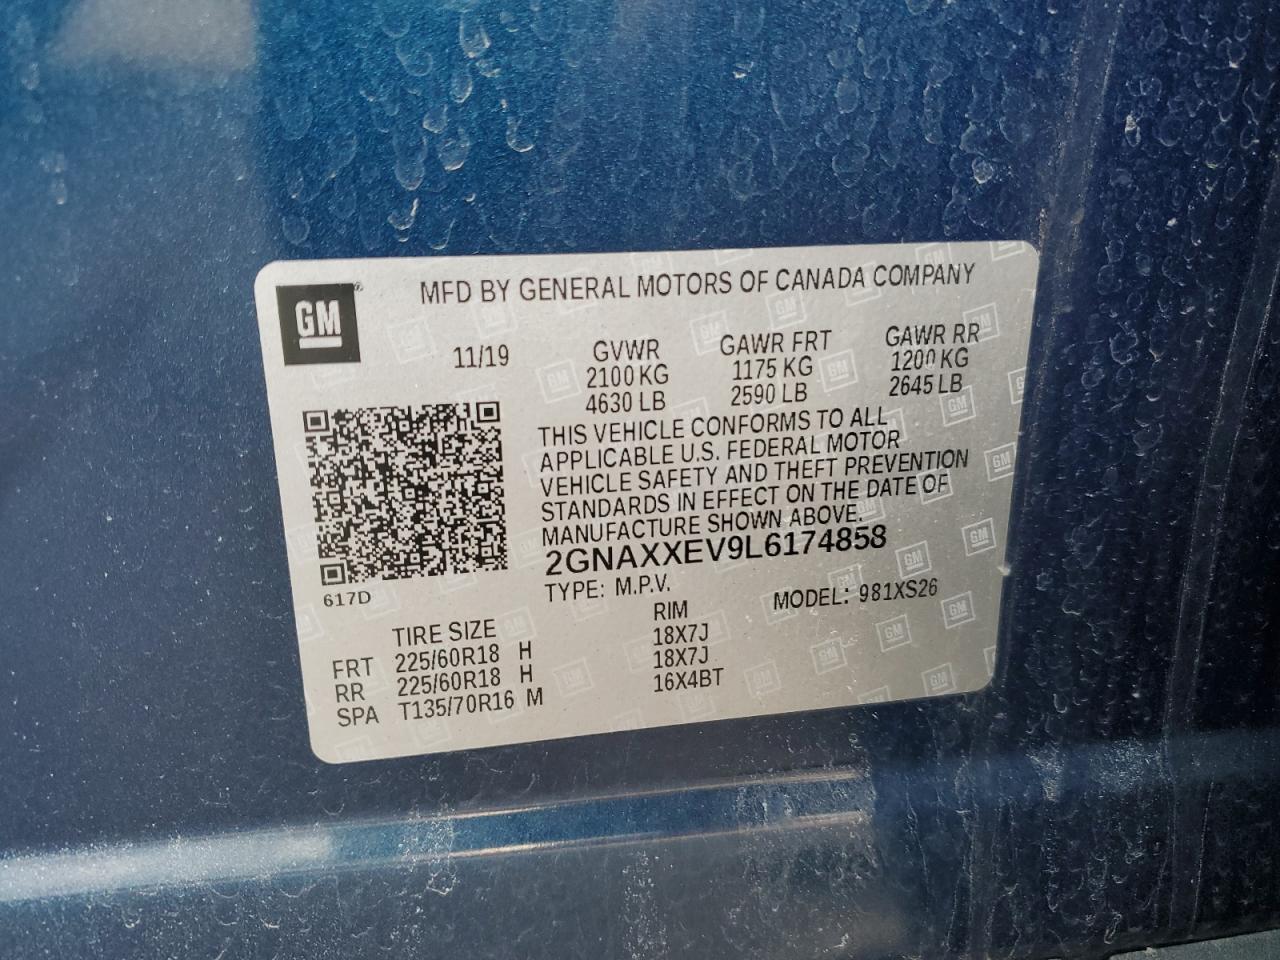 GM
MFD BY GENERAL MOTORS OF CANADA COMPANY
11/19
GVWR
2100 KG
4630 LB
GAWR FRT
1175 KG
2590 LB
GAWR RR
1200 KG
2645 LB
THIS VEHICLE CONFORMS TO ALL
APPLICABLE U.S. FEDERAL MOTOR
VEHICLE SAFETY AND THEFT PREVENTION
STANDARDS IN EFFECT ON THE DATE OF
MANUFACTURE SHOWN ABOVE.
2GNAXXEV9L6174858
TYPE: M.P.V. MODEL: 981XS26
617D
TIRE SIZE RIM
FRT 225/60R18 H 18X7J
RR 225/60R18 H 18X7J
SPA T135/70R16 M 16X4BT